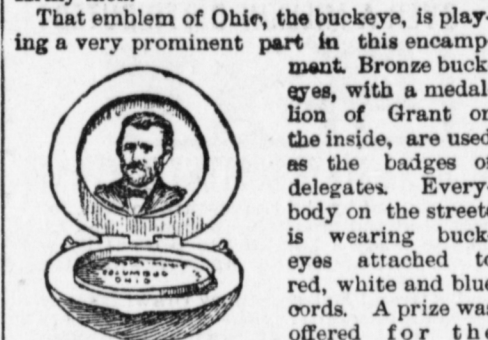 That emblem of Ohio, the buckeye, is play-
ing a very prominent part in this encamp-
ment. Bronze buck-
eyes, with a medal-
lion of Grant on
the inside, are used
as the badges of
delegates. Every-
body on the streets
is wearing buck-
eyes attached to
red, white and blue
cords. A prize was
offered for the
COLUMBUS
OHIO